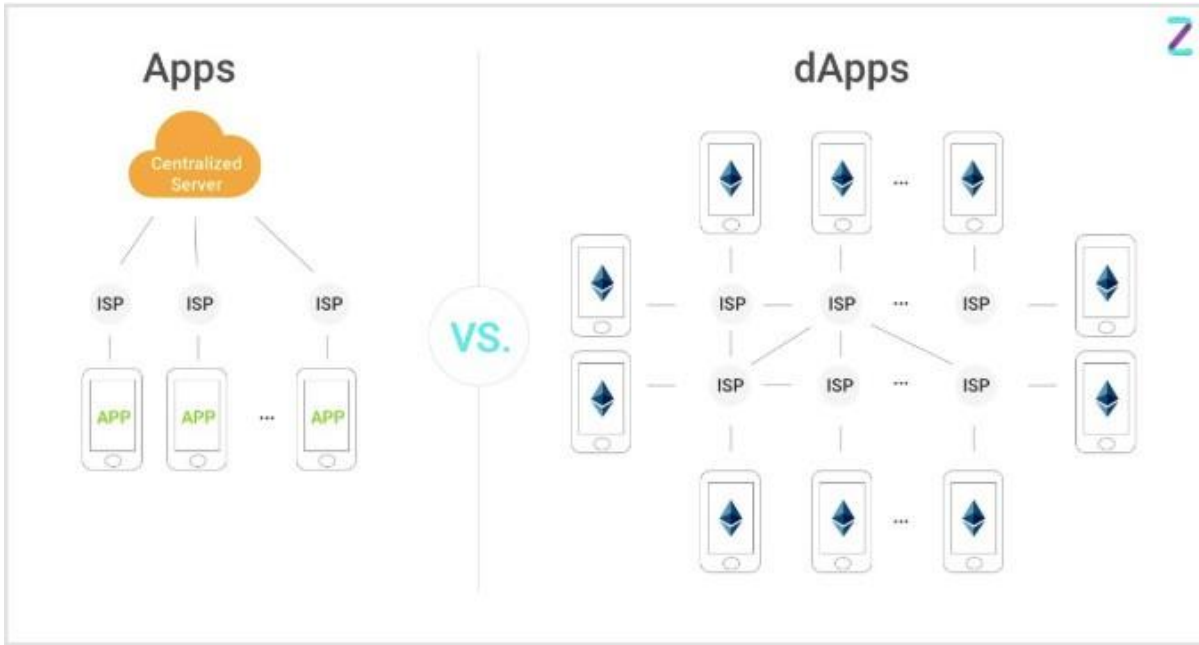 Apps
dApps
Z
Centralized
Server
...
ISP ISP ISP
VS.
ISP ISP ... ISP
ISP ISP ... ISP
APP APP ... APP
...